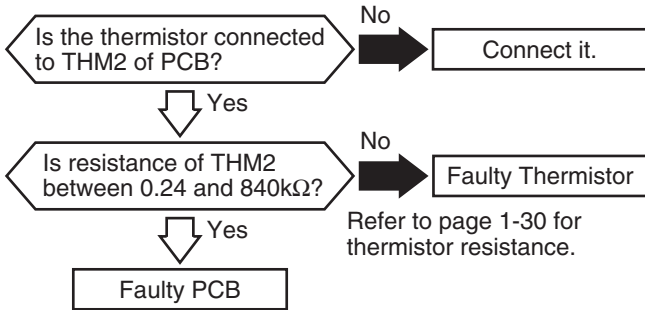 Is the thermistor connected
to THM2 of PCB?
No
Connect it.
Yes
Is resistance of THM2
between 0.24 and 840kΩ?
No
Faulty Thermistor
Refer to page 1-30 for
thermistor resistance.
Yes
Faulty PCB